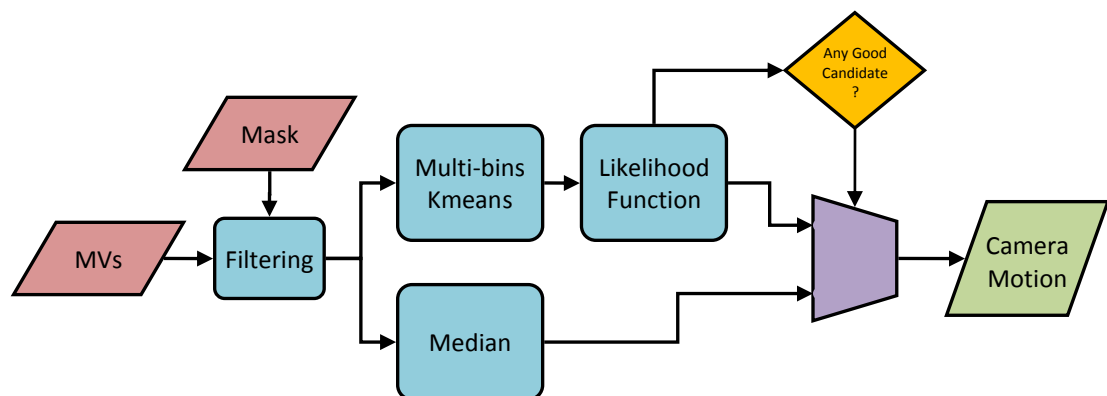 Any Good
Candidate
?
Mask
Multi-bins
Kmeans
Likelihood
Function
MVs
Filtering
Camera
Motion
Median